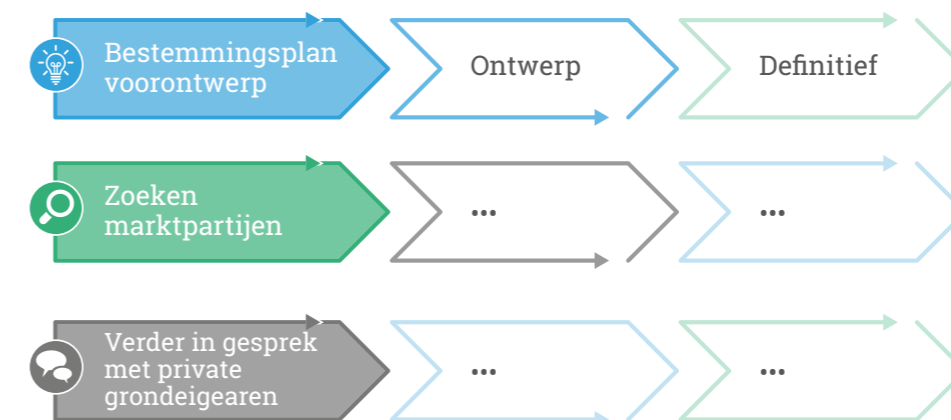 Bestemmingsplan
voorontwerp
Ontwerp
Definitief
Zoeken
marktpartijen
...
...
Verder in gesprek
met private
grondeigearen
...
...